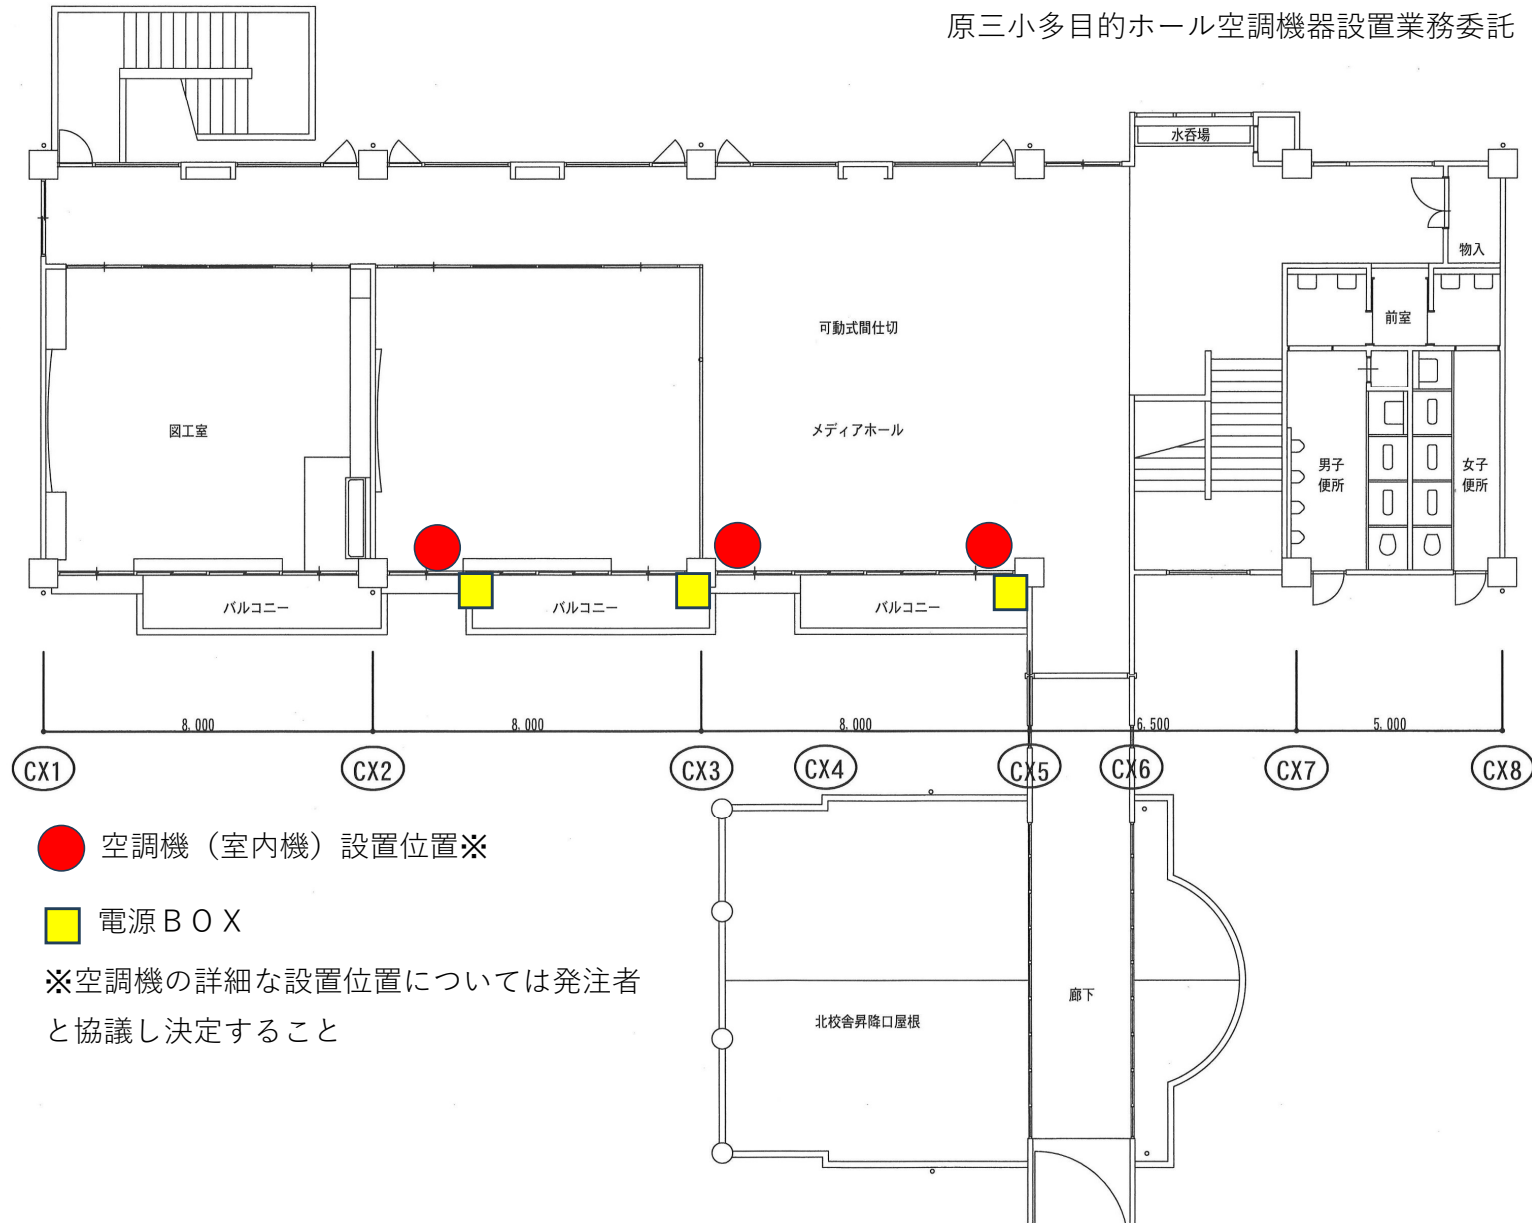 原三小多目的ホール空調機器設置業務委託
水呑場
物入
前室
可動式間仕切
図工室
メディアホール
男子
便所
女子
便所
バルコニー
バルコニー
バルコニー
8,000
8,000
8,000
6,500
5,000
CX1
CX2
CX3
CX4
CX5
CX6
CX7
CX8
空調機（室内機）設置位置※
電源ＢＯＸ
※空調機の詳細な設置位置については発注者
と協議し決定すること
廊下
北校舎昇降口屋根